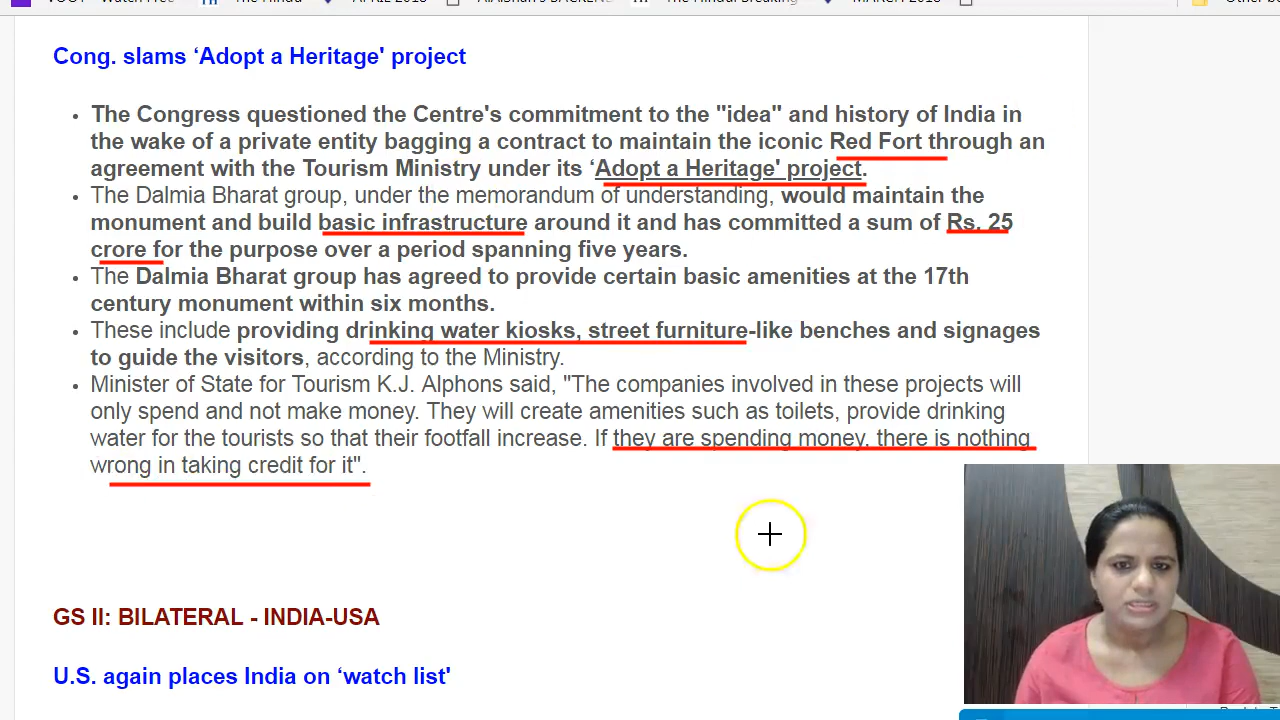 Cong. slams ‘Adopt a Heritage' project
The Congress questioned the Centre's commitment to the "idea" and history of India in
the wake of a private entity bagging a contract to maintain the iconic Red Fort through an
agreement with the Tourism Ministry under its ‘Adopt a Heritage' project.
The Dalmia Bharat group, under the memorandum of understanding, would maintain the
monument and build basic infrastructure around it and has committed a sum of Rs. 25
crore for the purpose over a period spanning five years.
The Dalmia Bharat group has agreed to provide certain basic amenities at the 17th
century monument within six months.
These include providing drinking water kiosks, street furniture-like benches and signages
to guide the visitors, according to the Ministry.
Minister of State for Tourism K.J. Alphons said, "The companies involved in these projects will
only spend and not make money. They will create amenities such as toilets, provide drinking
water for the tourists so that their footfall increase. If they are spending money, there is nothing
wrong in taking credit for it".
GS II: BILATERAL - INDIA-USA
U.S. again places India on ‘watch list'